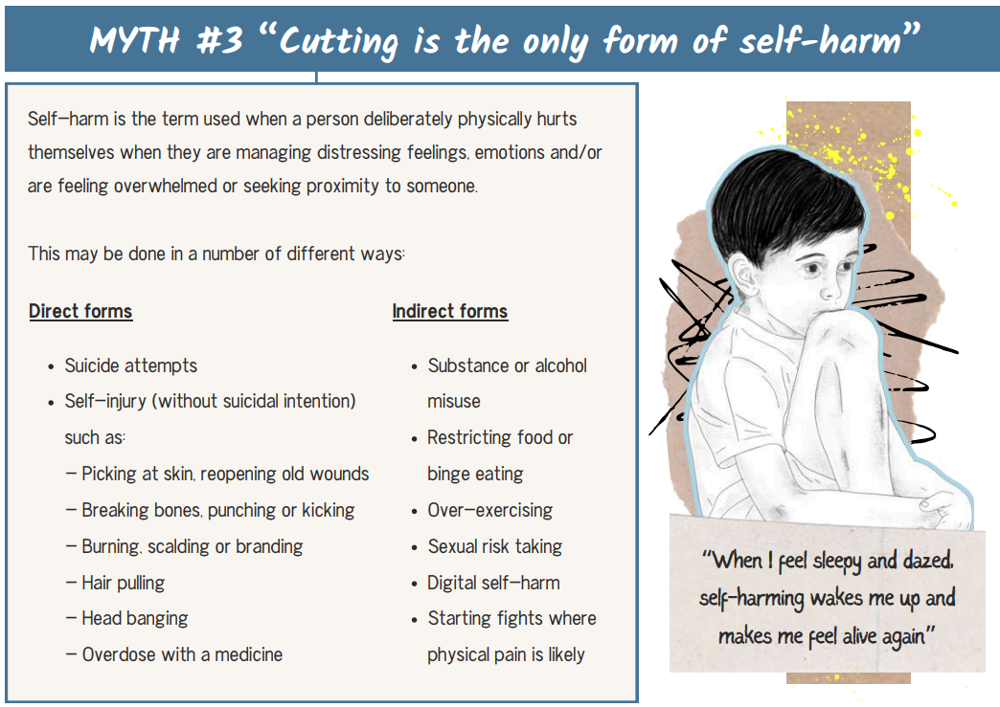 MYTH #3 “Cutting is the only form of self-harm”
Self-harm is the term used when a person deliberately physically hurts
themselves when they are managing distressing feelings, emotions and/or
are feeling overwhelmed or seeking proximity to someone.
This may be done in a number of different ways:
Direct forms
• Suicide attempts
• Self-injury (without suicidal intention)
such as:
– Picking at skin, reopening old wounds
– Breaking bones, punching or kicking
– Burning, scalding or branding
– Hair pulling
– Head banging
– Overdose with a medicine
Indirect forms
• Substance or alcohol
misuse
• Restricting food or
binge eating
• Over-exercising
• Sexual risk taking
• Digital self-harm
• Starting fights where
physical pain is likely
“When I feel sleepy and dazed,
self-harming wakes me up and
makes me feel alive again”